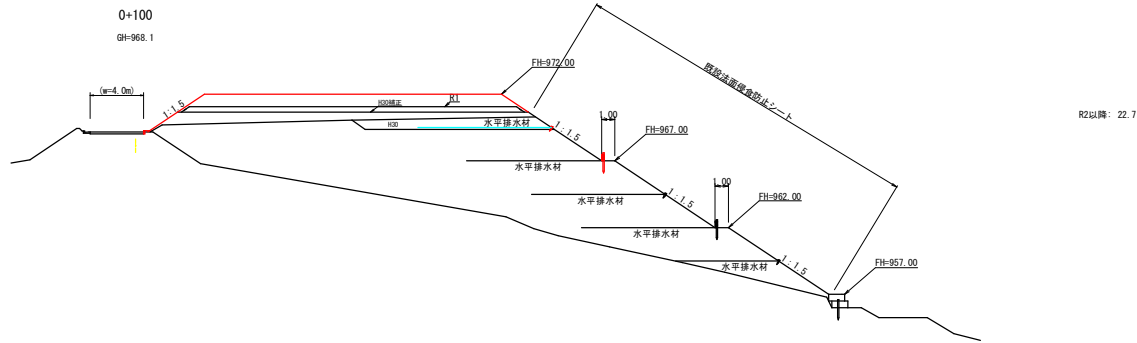 0+100
GH=968.1
FH=972.00
(w=4.0m)
1:1.5
H30補正
R1
H30
水平排水材
1:1.5
1.00
FH=967.00
既設法面侵食防止シート
R2以降: 22.7
水平排水材
水平排水材
1:1.5
1.00
FH=962.00
水平排水材
水平排水材
1:1.5
FH=957.00